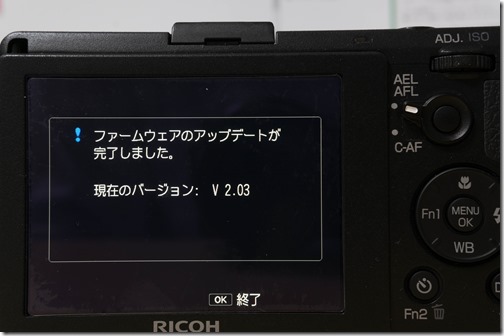 ADJ. ISO
AEL
AFL
C-AF
! ファームウェアのアップデートが
完了しました。
現在のバージョン: V 2.03
OK 終了
Fn1
MENU
OK
WB
Fn2
RICOH